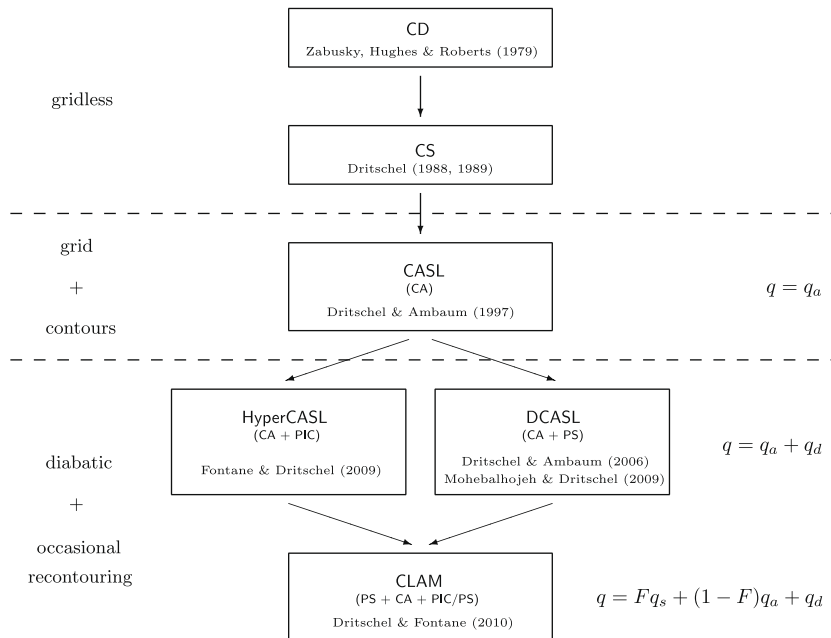 CD
Zabusky, Hughes & Roberts (1979)
gridless
CS
Dritschel (1988, 1989)
grid
+
contours
CASL
(CA)
Dritschel & Ambaum (1997)
q = qₐ
HyperCASL
(CA + PIC)
Fontane & Dritschel (2009)
DCASL
(CA + PS)
Dritschel & Ambaum (2006)
Mohebalhojeh & Dritschel (2009)
q = q_a + q_d
diabatic
+
occasional
recontouring
CLAM
(PS + CA + PIC/PS)
Dritschel & Fontane (2010)
q = Fq_s + (1 − F)q_a + q_d